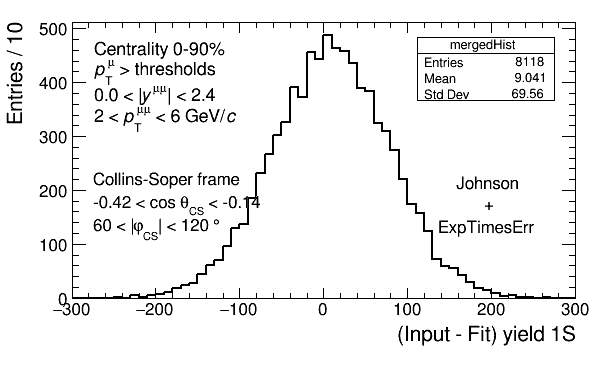 Entries / 10
500
400
300
200
100
0
Centrality 0-90%
p_T^μ > thresholds
0.0 < |y^μμ| < 2.4
2 < p_T^μμ < 6 GeV/c
Collins-Soper frame
-0.42 < cos θ_CS < -0.14
60 < |φ_CS| < 120 °
mergedHist
Entries 8118
Mean 9.041
Std Dev 69.56
Johnson
+
ExpTimesErr
−300 −200 −100 0 100 200 300
(Input - Fit) yield 1S